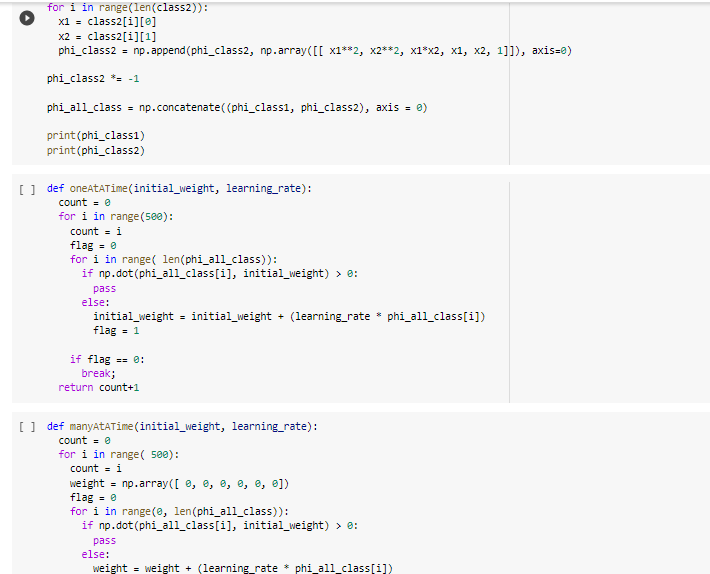 for i in range(len(class2)):
x1 = class2[i][0]
x2 = class2[i][1]
phi_class2 = np.append(phi_class2, np.array([[ x1**2, x2**2, x1*x2, x1, x2, 1]]), axis=0)
phi_class2 *= -1
phi_all_class = np.concatenate((phi_class1, phi_class2), axis = 0)
print(phi_class1)
print(phi_class2)
[ ] def oneAtATime(initial_weight, learning_rate):
count = 0
for i in range(500):
count = i
flag = 0
for i in range( len(phi_all_class)):
if np.dot(phi_all_class[i], initial_weight) > 0:
pass
else:
initial_weight = initial_weight + (learning_rate * phi_all_class[i])
flag = 1
if flag == 0:
break;
return count+1
[ ] def manyAtATime(initial_weight, learning_rate):
count = 0
for i in range( 500):
count = i
weight = np.array([ 0, 0, 0, 0, 0, 0])
flag = 0
for i in range(0, len(phi_all_class)):
if np.dot(phi_all_class[i], initial_weight) > 0:
pass
else:
weight = weight + (learning_rate * phi_all_class[i])